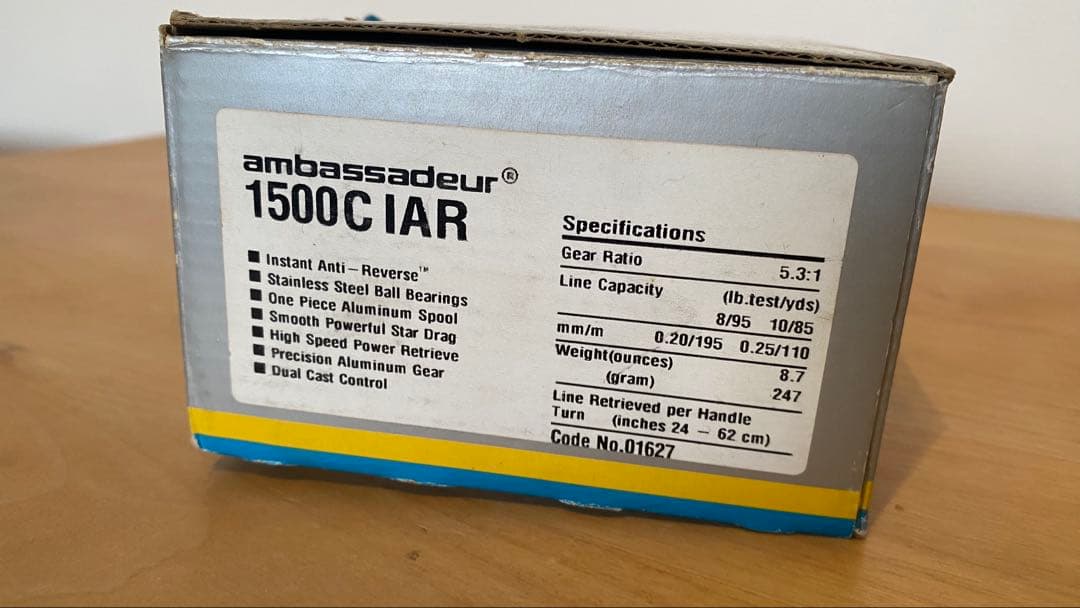 ambassadeur®
1500C IAR
■ Instant Anti–Reverse™
■ Stainless Steel Ball Bearings
■ One Piece Aluminum Spool
■ Smooth Powerful Star Drag
■ High Speed Power Retrieve
■ Precision Aluminum Gear
■ Dual Cast Control
Specifications
Gear Ratio 5.3:1
Line Capacity (lb.test/yds)
8/95 10/85
mm/m 0.20/195 0.25/110
Weight(ounces) 8.7
(gram) 247
Line Retrieved per Handle
Turn (inches 24 – 62 cm)
Code No.01627